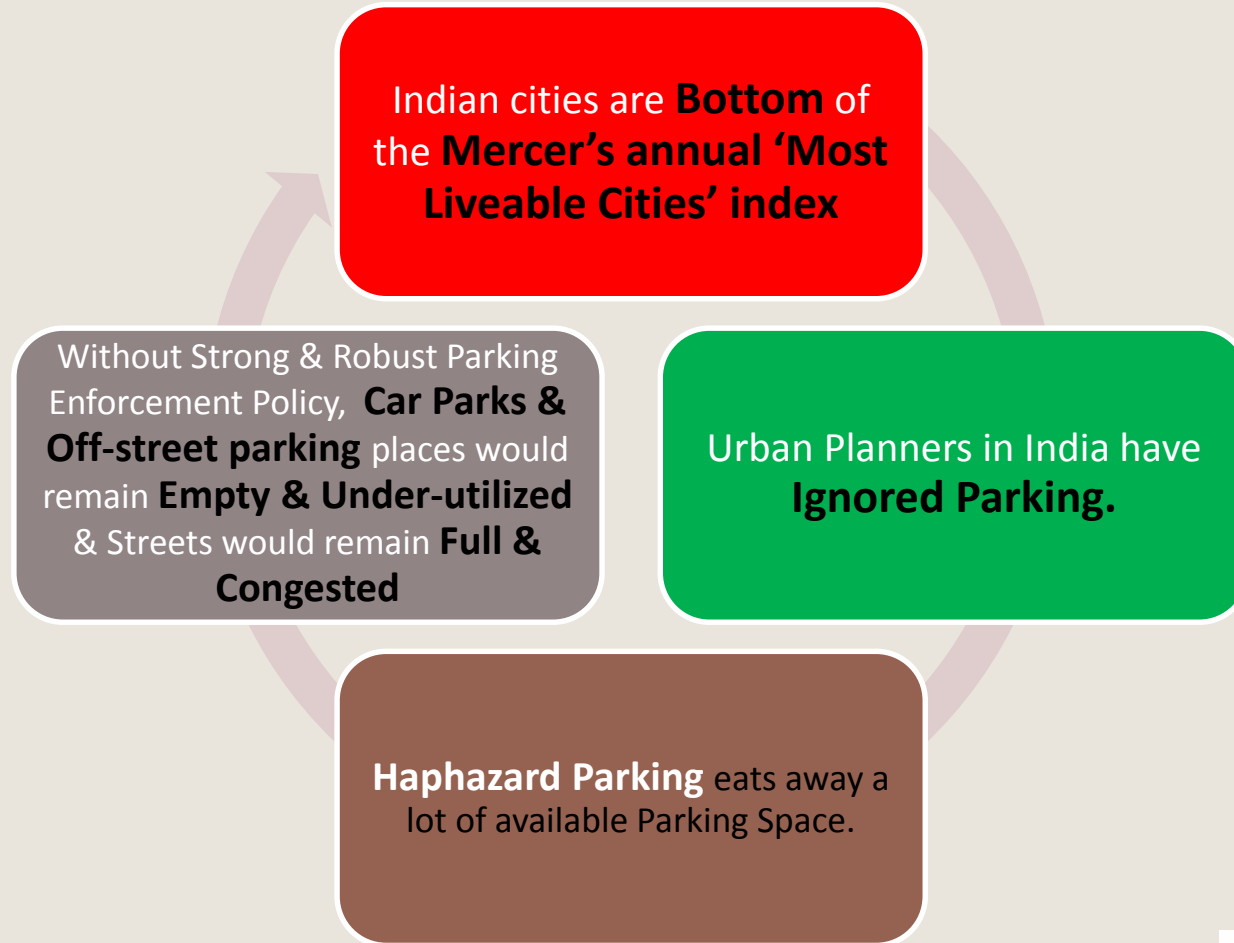 Indian cities are Bottom of
the Mercer's annual 'Most
Liveable Cities' index
Urban Planners in India have
Ignored Parking.
Haphazard Parking eats away a
lot of available Parking Space.
Without Strong & Robust Parking
Enforcement Policy, Car Parks &
Off-street parking places would
remain Empty & Under-utilized
& Streets would remain Full &
Congested